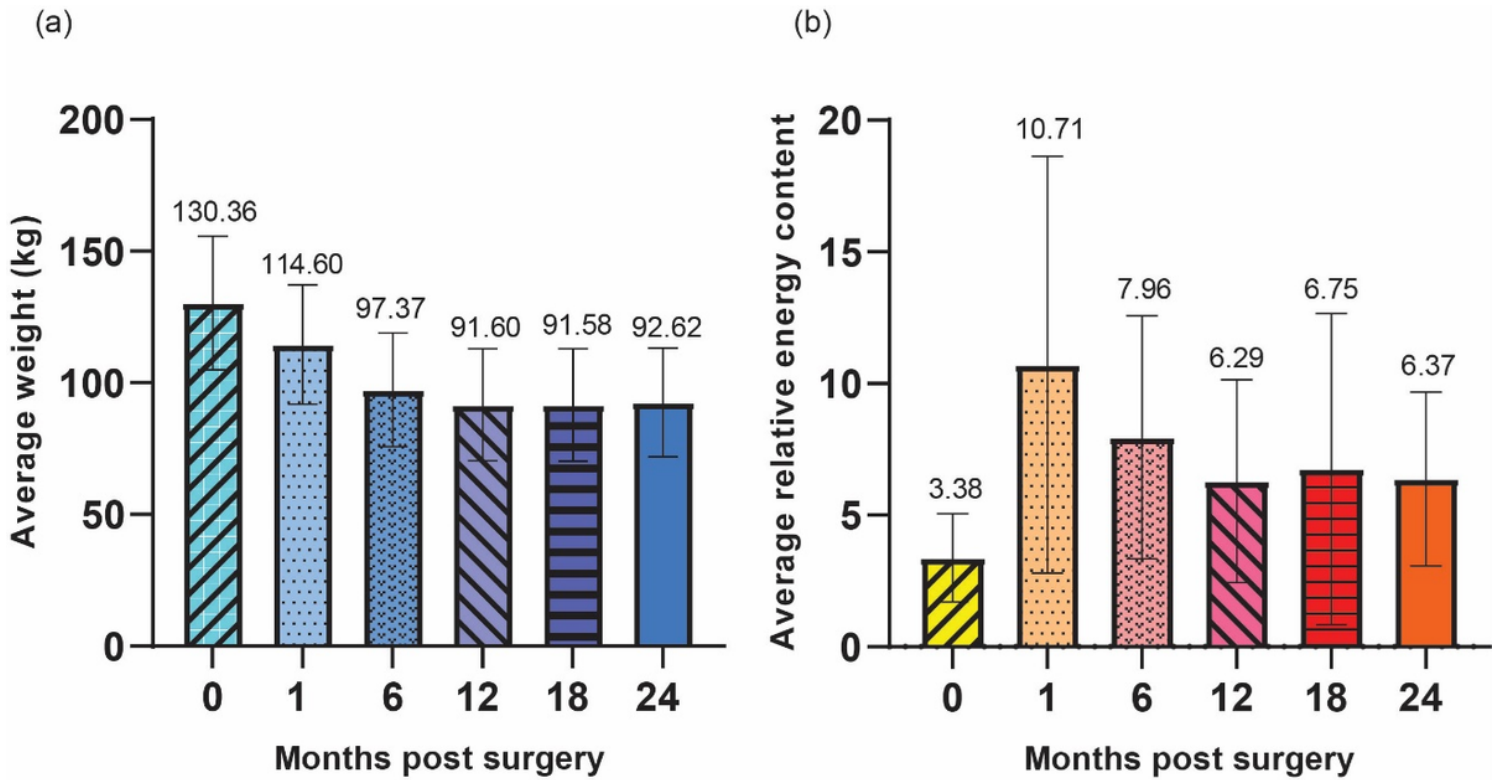 (a)
Average weight (kg)
200
150
100
50
0
130.36
114.60
97.37
91.60
91.58
92.62
0 1 6 12 18 24
Months post surgery
(b)
Average relative energy content
20
15
10
5
0
3.38
10.71
7.96
6.29
6.75
6.37
0 1 6 12 18 24
Months post surgery